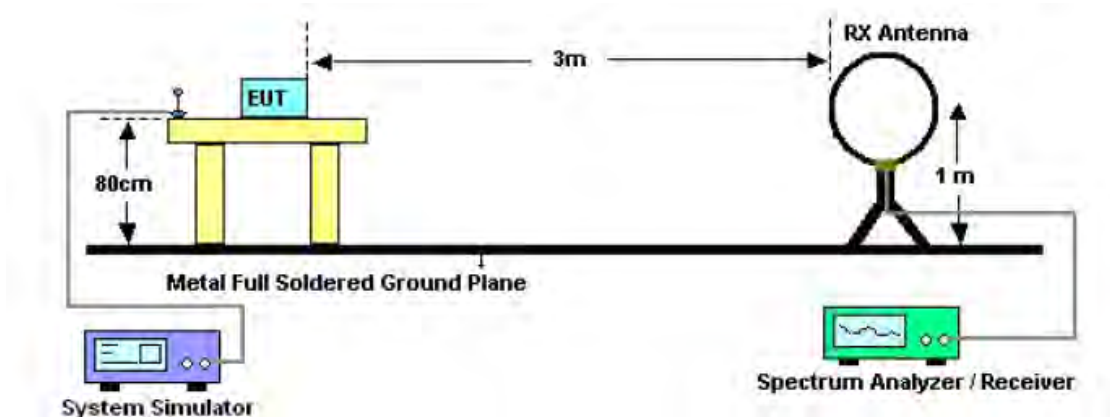 RX Antenna
3m
EUT
80cm
1 m
Metal Full Soldered Ground Plane
System Simulator
Spectrum Analyzer / Receiver